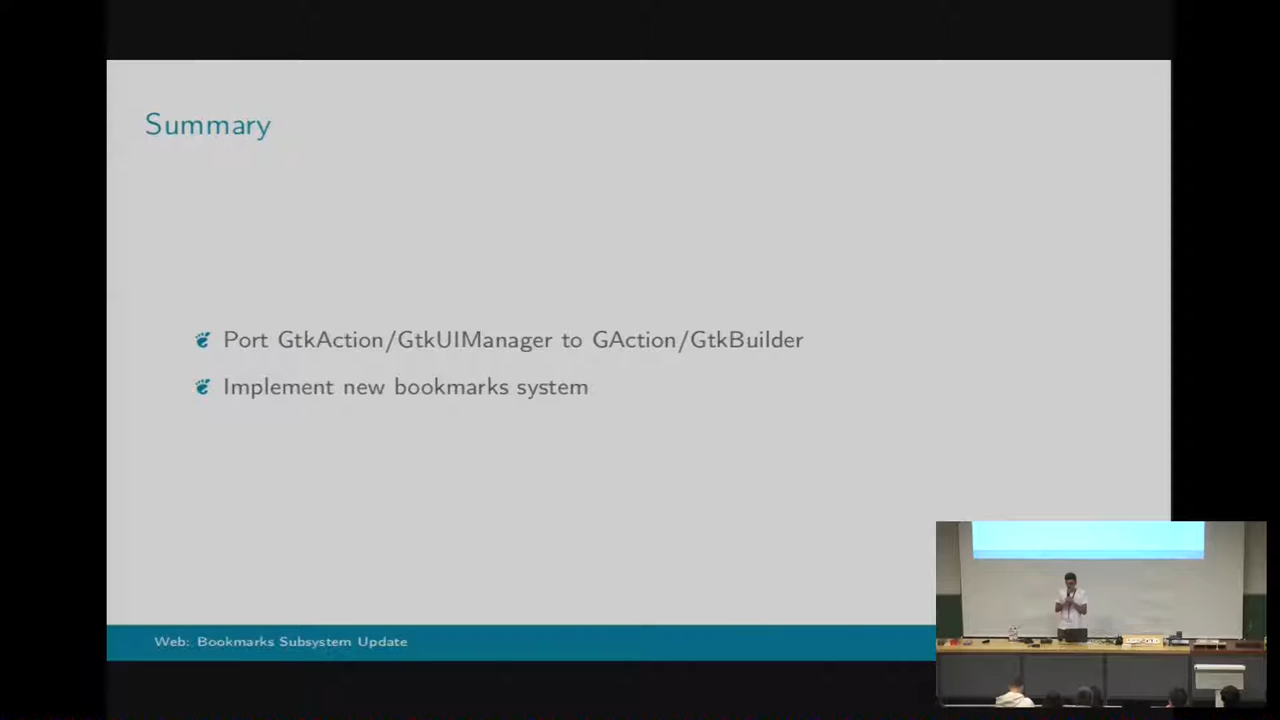 Summary
Port GtkAction/GtkUIManager to GAction/GtkBuilder
Implement new bookmarks system
Web: Bookmarks Subsystem Update